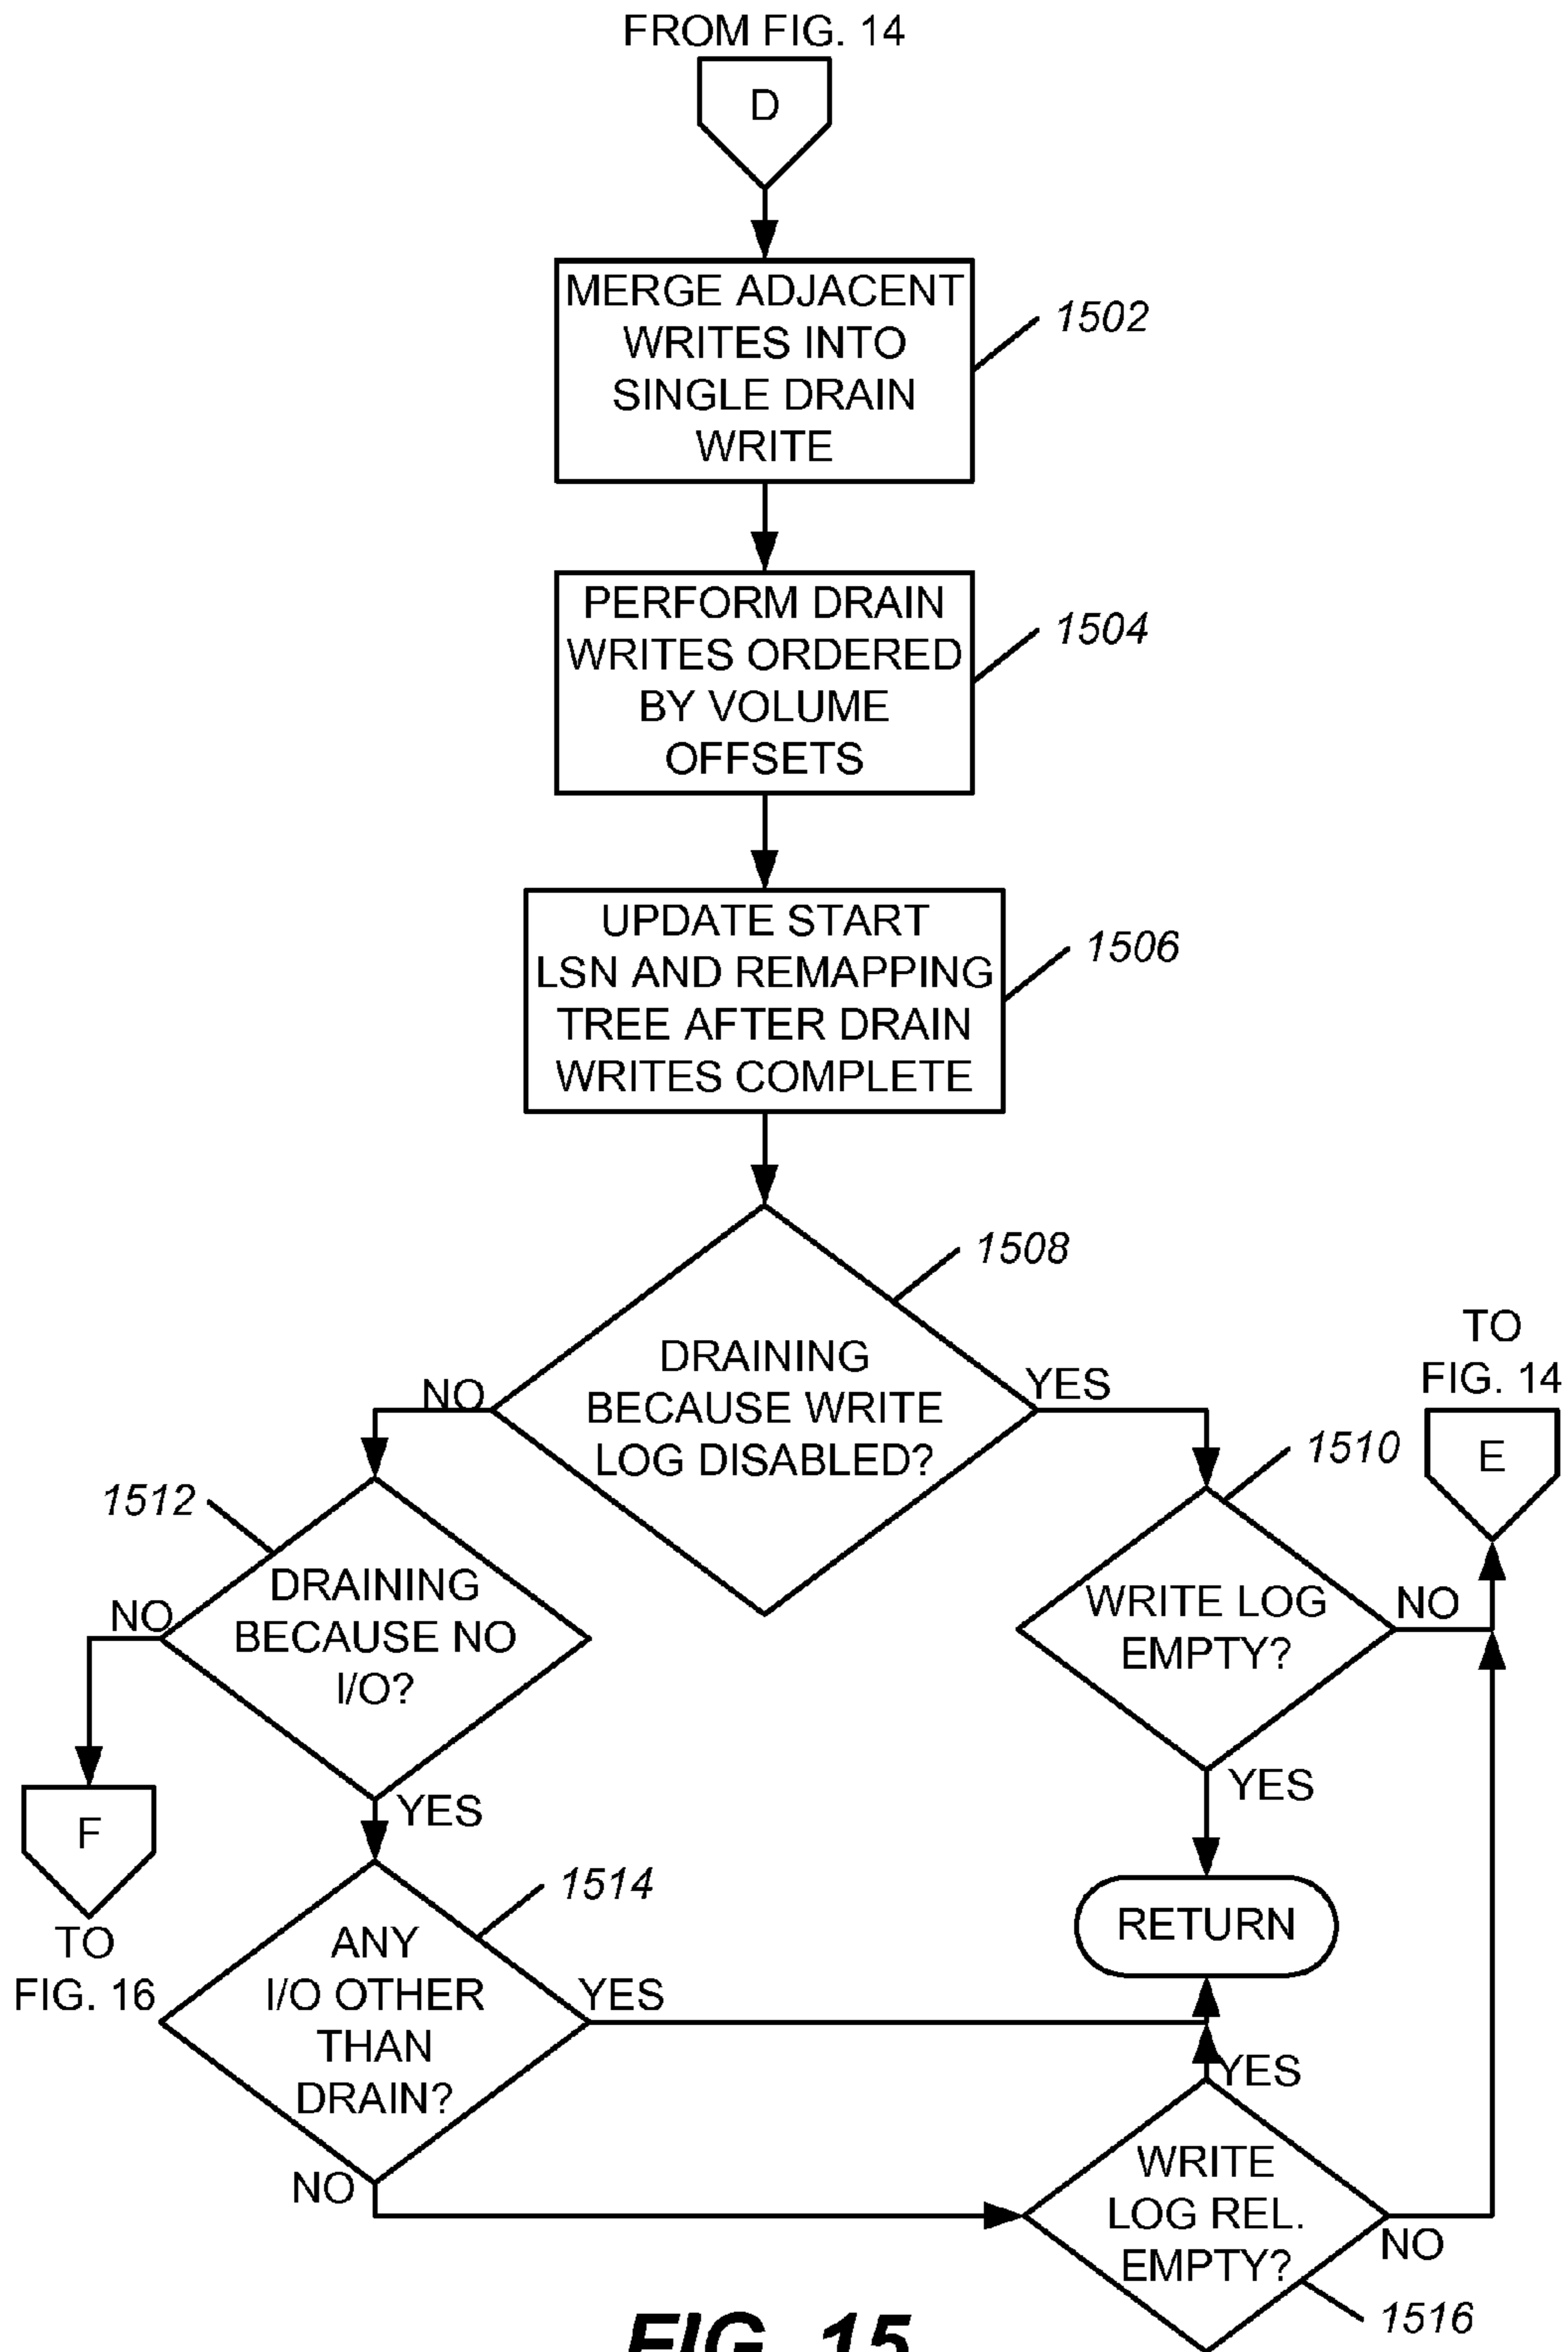 FROM FIG. 14
D
MERGE ADJACENT
WRITES INTO
SINGLE DRAIN
WRITE
1502
PERFORM DRAIN
WRITES ORDERED
BY VOLUME
OFFSETS
1504
UPDATE START
LSN AND REMAPPING
TREE AFTER DRAIN
WRITES COMPLETE
1506
1508
DRAINING
BECAUSE WRITE
LOG DISABLED?
NO
YES
TO
FIG. 14
E
1510
1512
DRAINING
BECAUSE NO
I/O?
NO
YES
WRITE LOG
EMPTY?
NO
YES
F
TO
FIG. 16
1514
ANY
I/O OTHER
THAN
DRAIN?
YES
NO
RETURN
YES
WRITE
LOG REL.
EMPTY?
NO
1516
FIG. 15